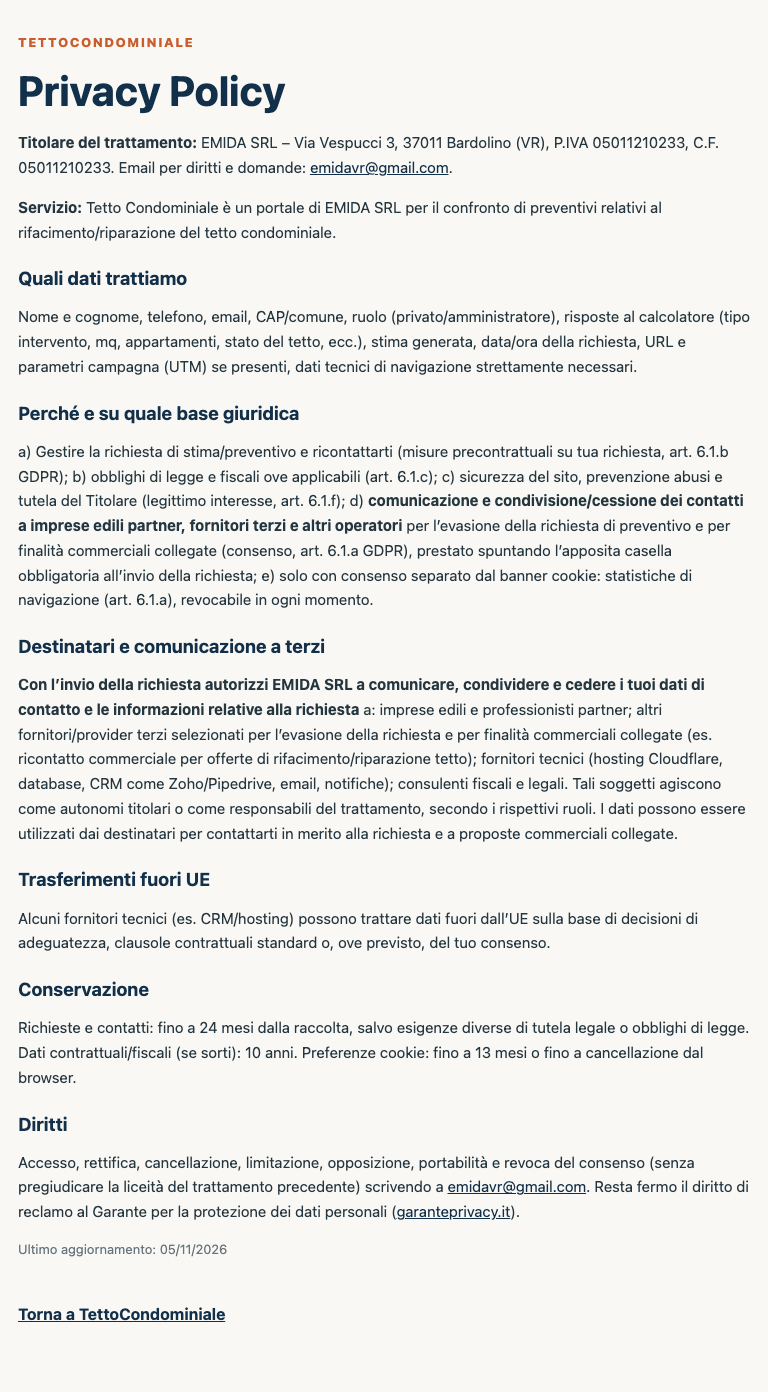 TETTOCONDOMINIALE
Privacy Policy
Titolare del trattamento: EMIDA SRL – Via Vespucci 3, 37011 Bardolino (VR), P.IVA 05011210233, C.F.
05011210233. Email per diritti e domande: emidavr@gmail.com.
Servizio: Tetto Condominiale è un portale di EMIDA SRL per il confronto di preventivi relativi al
rifacimento/riparazione del tetto condominiale.
Quali dati trattiamo
Nome e cognome, telefono, email, CAP/comune, ruolo (privato/amministratore), risposte al calcolatore (tipo
intervento, mq, appartamenti, stato del tetto, ecc.), stima generata, data/ora della richiesta, URL e
parametri campagna (UTM) se presenti, dati tecnici di navigazione strettamente necessari.
Perché e su quale base giuridica
a) Gestire la richiesta di stima/preventivo e ricontattarti (misure precontrattuali su tua richiesta, art. 6.1.b
GDPR); b) obblighi di legge e fiscali ove applicabili (art. 6.1.c); c) sicurezza del sito, prevenzione abusi e
tutela del Titolare (legittimo interesse, art. 6.1.f); d) comunicazione e condivisione/cessione dei contatti
a imprese edili partner, fornitori terzi e altri operatori per l’evasione della richiesta di preventivo e per
finalità commerciali collegate (consenso, art. 6.1.a GDPR), prestato spuntando l’apposita casella
obbligatoria all’invio della richiesta; e) solo con consenso separato dal banner cookie: statistiche di
navigazione (art. 6.1.a), revocabile in ogni momento.
Destinatari e comunicazione a terzi
Con l’invio della richiesta autorizzi EMIDA SRL a comunicare, condividere e cedere i tuoi dati di
contatto e le informazioni relative alla richiesta a: imprese edili e professionisti partner; altri
fornitori/provider terzi selezionati per l’evasione della richiesta e per finalità commerciali collegate (es.
ricontatto commerciale per offerte di rifacimento/riparazione tetto); fornitori tecnici (hosting Cloudflare,
database, CRM come Zoho/Pipedrive, email, notifiche); consulenti fiscali e legali. Tali soggetti agiscono
come autonomi titolari o come responsabili del trattamento, secondo i rispettivi ruoli. I dati possono essere
utilizzati dai destinatari per contattarti in merito alla richiesta e a proposte commerciali collegate.
Trasferimenti fuori UE
Alcuni fornitori tecnici (es. CRM/hosting) possono trattare dati fuori dall’UE sulla base di decisioni di
adeguatezza, clausole contrattuali standard o, ove previsto, del tuo consenso.
Conservazione
Richieste e contatti: fino a 24 mesi dalla raccolta, salvo esigenze diverse di tutela legale o obblighi di legge.
Dati contrattuali/fiscali (se sorti): 10 anni. Preferenze cookie: fino a 13 mesi o fino a cancellazione dal
browser.
Diritti
Accesso, rettifica, cancellazione, limitazione, opposizione, portabilità e revoca del consenso (senza
pregiudicare la liceità del trattamento precedente) scrivendo a emidavr@gmail.com. Resta fermo il diritto di
reclamo al Garante per la protezione dei dati personali (garanteprivacy.it).
Ultimo aggiornamento: 05/11/2026
Torna a TettoCondominiale